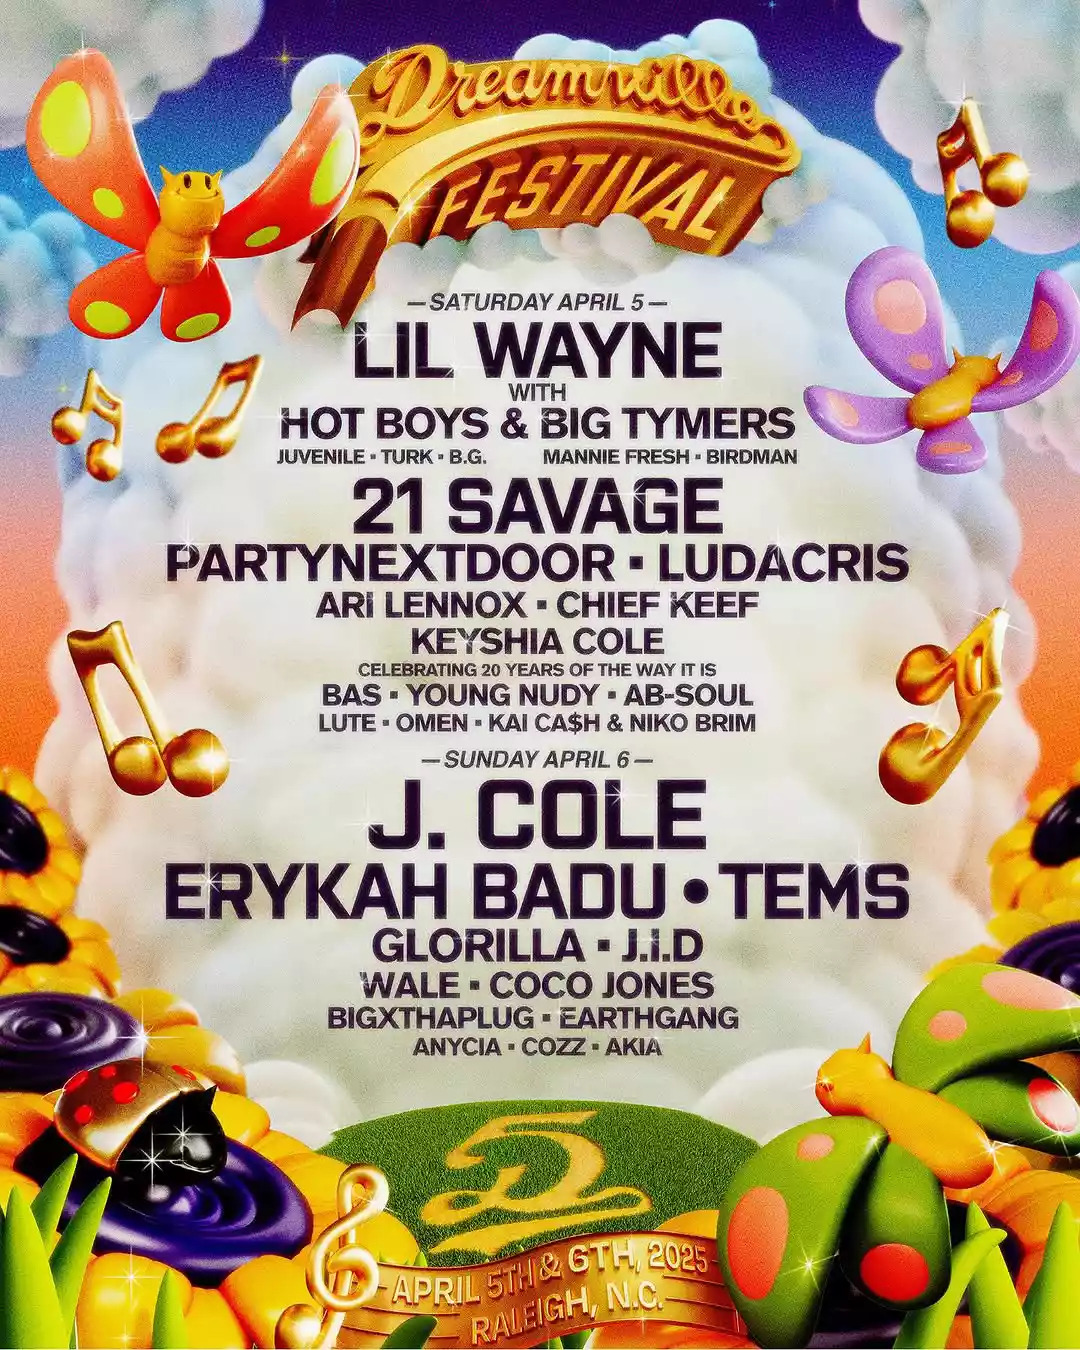 Dreamville
FESTIVAL
—SATURDAY APRIL 5—
LIL WAYNE
WITH
HOT BOYS & BIG TYMERS
JUVENILE ▪ TURK ▪ B.G. MANNIE FRESH ▪ BIRDMAN
21 SAVAGE
PARTYNEXTDOOR ▪ LUDACRIS
ARI LENNOX ▪ CHIEF KEEF
KEYSHIA COLE
CELEBRATING 20 YEARS OF THE WAY IT IS
BAS ▪ YOUNG NUDY ▪ AB-SOUL
LUTE ▪ OMEN ▪ KAI CA$H & NIKO BRIM
—SUNDAY APRIL 6—
J. COLE
ERYKAH BADU • TEMS
GLORILLA ▪ J.I.D
WALE ▪ COCO JONES
BIGXTHAPLUG ▪ EARTHGANG
ANYCIA ▪ COZZ ▪ AKIA
5
APRIL 5TH & 6TH, 2025
RALEIGH, N.C.